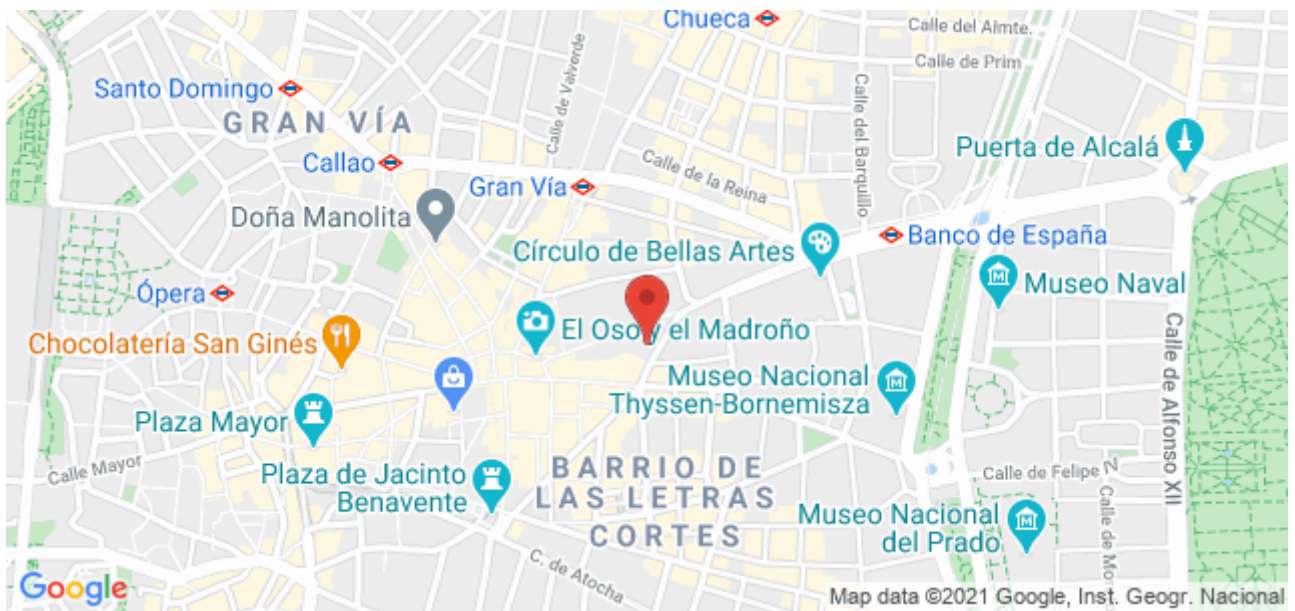 Chueca
Calle del Almte.
Calle de Prim
Santo Domingo
GRAN VÍA
Calle de Valverde
Calle del Barquillo
Puerta de Alcalá
Callao
Calle de la Reina
Gran Vía
Doña Manolita
Círculo de Bellas Artes
Banco de España
Museo Naval
Ópera
El Oso y el Madroño
Chocolatería San Ginés
Museo Nacional
Thyssen-Bornemisza
Calle de Alfonso XII
Plaza Mayor
Calle Mayor
Plaza de Jacinto
Benavente
BARRIO DE
LAS LETRAS
CORTES
Calle de Felipe N
Calle de Mo
Museo Nacional
del Prado
C. de Atocha
Google
Map data ©2021 Google, Inst. Geogr. Nacional